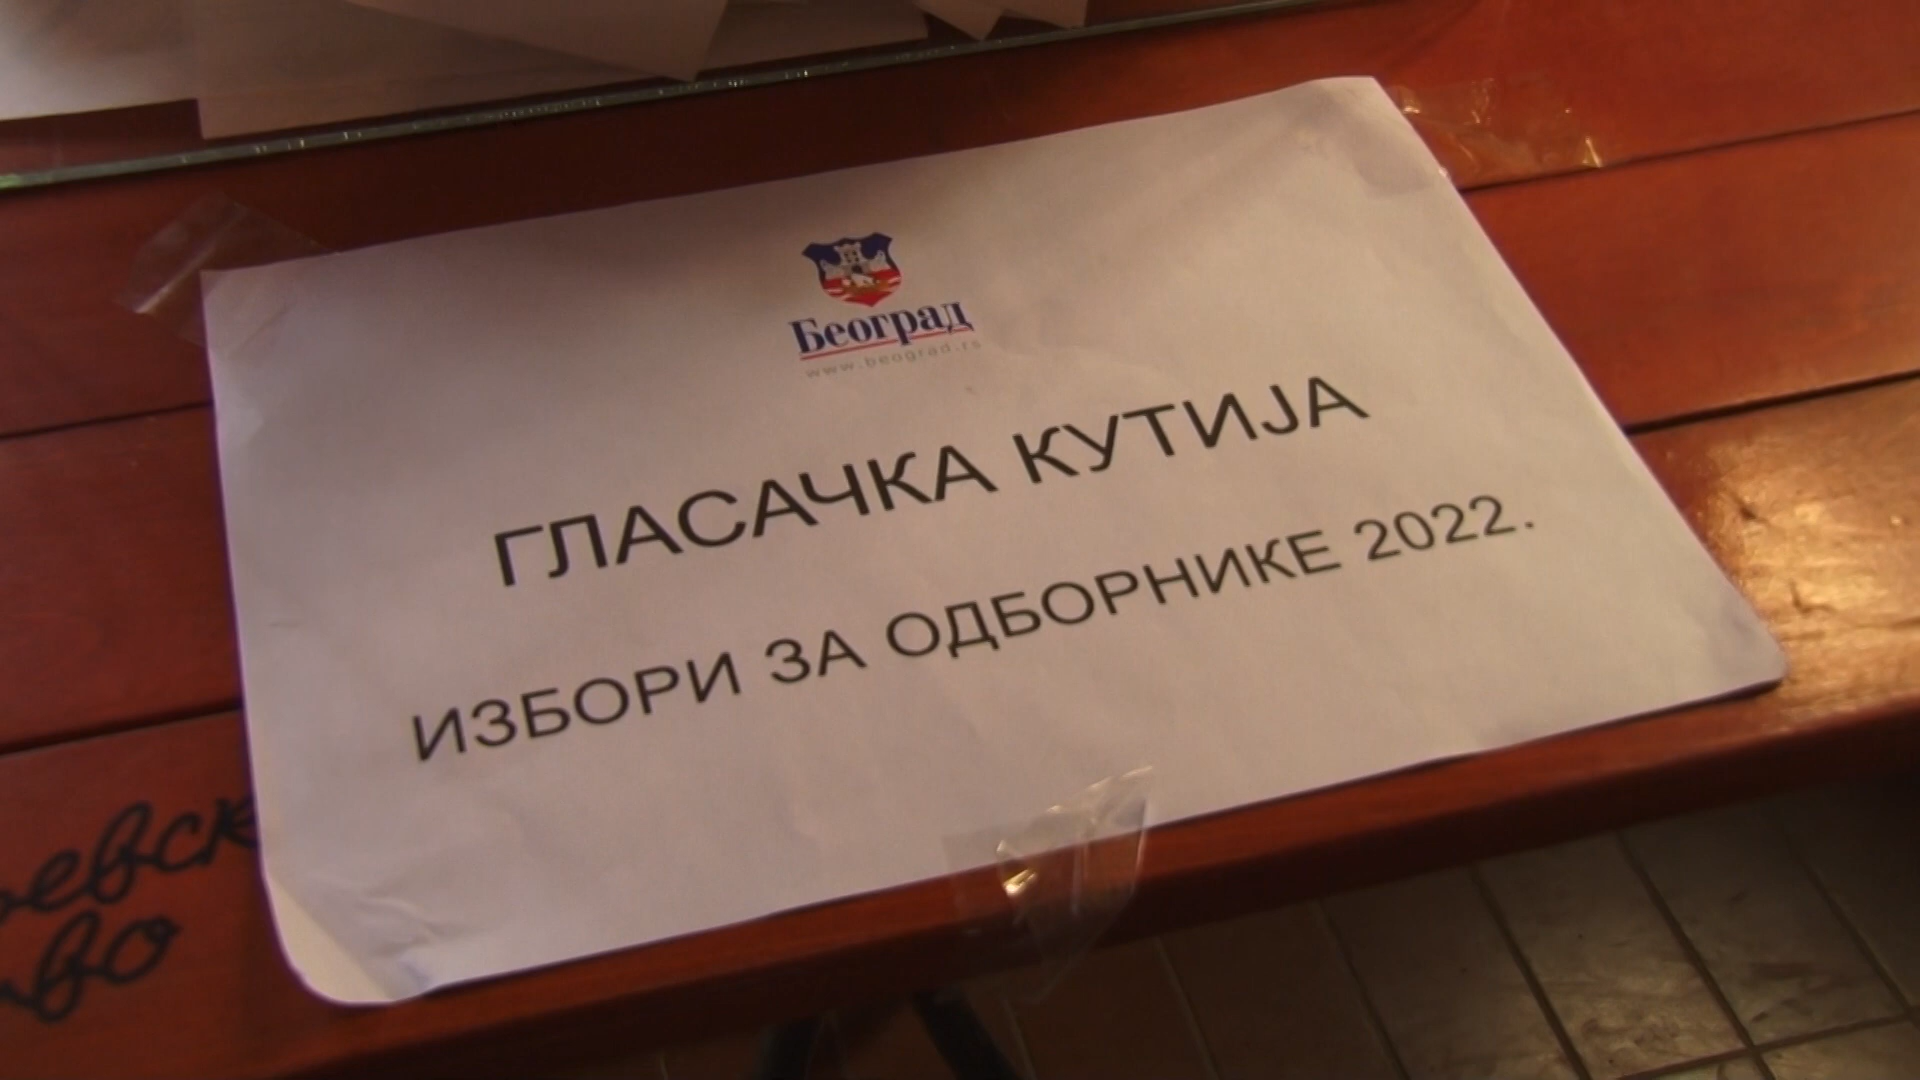 Београд
www.beograd.rs
ГЛАСАЧКА КУТИЈА
ИЗБОРИ ЗА ОДБОРНИКЕ 2022.